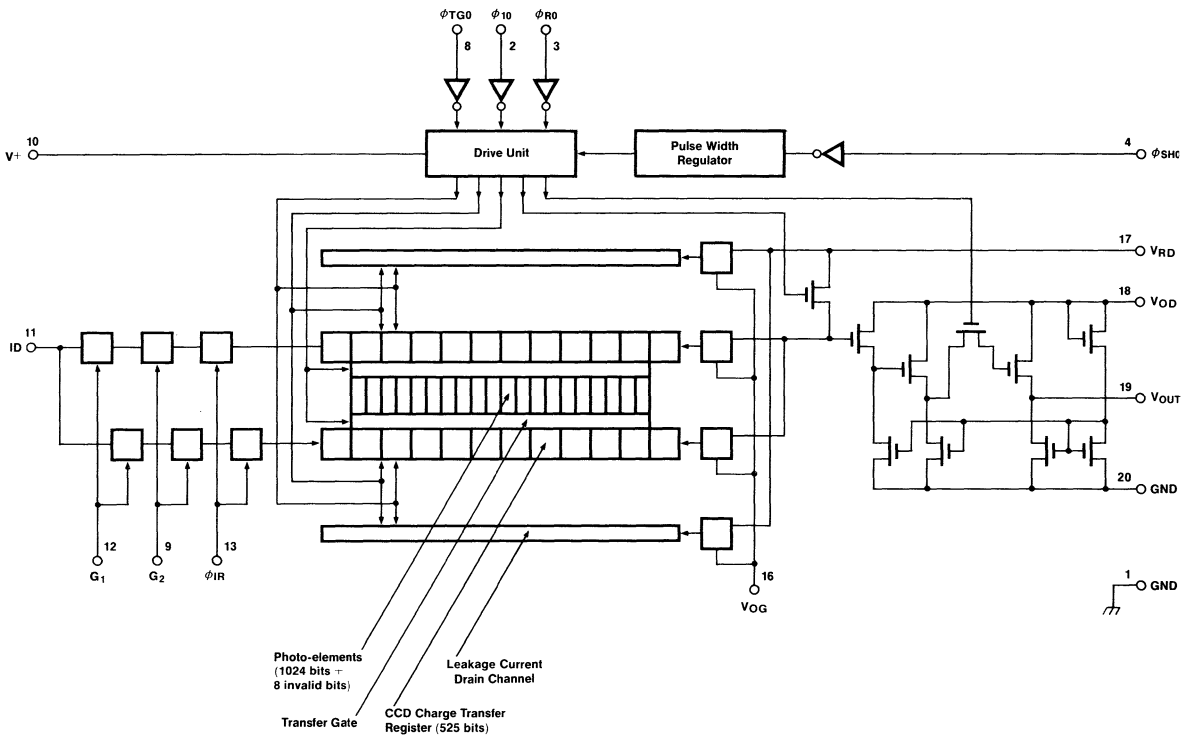 ϕTG0 ϕ10 ϕR0
8 2 3
10
V+
Drive Unit
Pulse Width
Regulator
4
ϕSH0
17
VRD
18
VOD
11
ID
19
VOUT
20
GND
12 9 13
G1 G2 ϕIR
16
VOG
1
GND
Photo-elements
(1024 bits +
8 invalid bits)
Leakage Current
Drain Channel
Transfer Gate
CCD Charge Transfer
Register (525 bits)